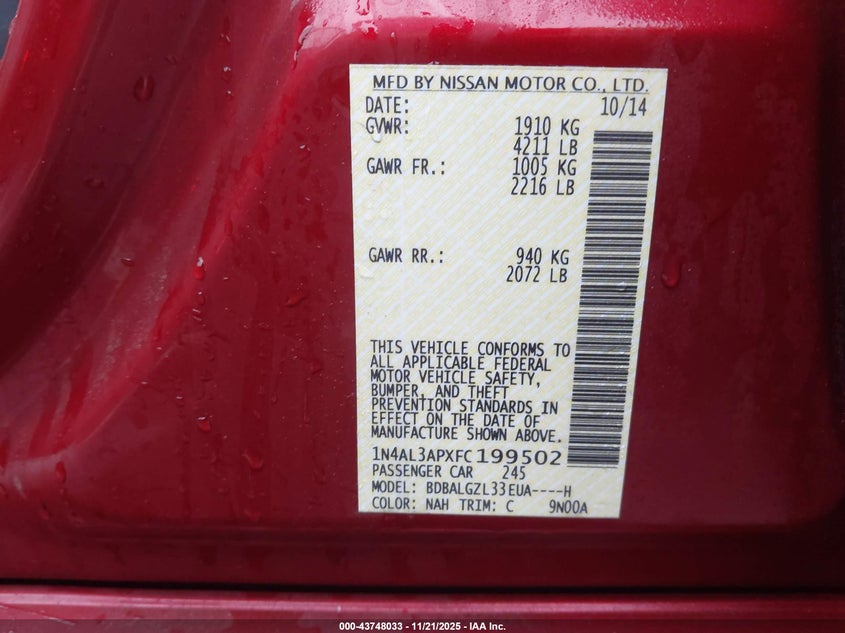 MFD BY NISSAN MOTOR CO., LTD.
DATE: 10/14
GVWR: 1910 KG
4211 LB
GAWR FR.: 1005 KG
2216 LB
GAWR RR.: 940 KG
2072 LB
THIS VEHICLE CONFORMS TO
ALL APPLICABLE FEDERAL
MOTOR VEHICLE SAFETY,
BUMPER, AND THEFT
PREVENTION STANDARDS IN
EFFECT ON THE DATE OF
MANUFACTURE SHOWN ABOVE.
1N4AL3APXFC199502
PASSENGER CAR 245
MODEL: BDBALGZL33EUA----H
COLOR: NAH TRIM: C 9N00A
000-43748033 - 11/21/2025 - IAA Inc.